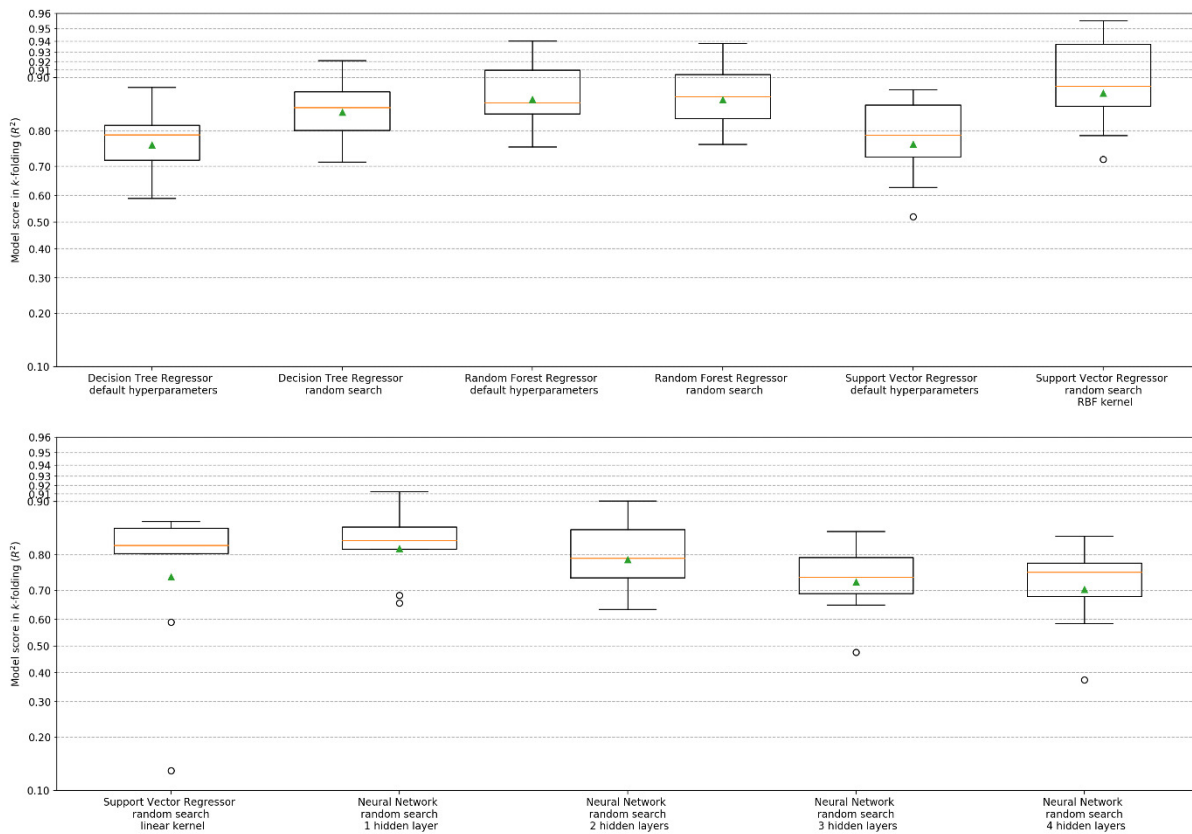 0.96
0.95
0.94
0.93
0.92
0.91
0.90
0.80
0.70
0.60
0.50
0.40
0.30
0.20
0.10
Model score in k-folding (R²)
Decision Tree Regressor
default hyperparameters
Decision Tree Regressor
random search
Random Forest Regressor
default hyperparameters
Random Forest Regressor
random search
Support Vector Regressor
default hyperparameters
Support Vector Regressor
random search
RBF kernel
0.96
0.95
0.94
0.93
0.92
0.91
0.90
0.80
0.70
0.60
0.50
0.40
0.30
0.20
0.10
Model score in k-folding (R²)
Support Vector Regressor
random search
linear kernel
Neural Network
random search
1 hidden layer
Neural Network
random search
2 hidden layers
Neural Network
random search
3 hidden layers
Neural Network
random search
4 hidden layers